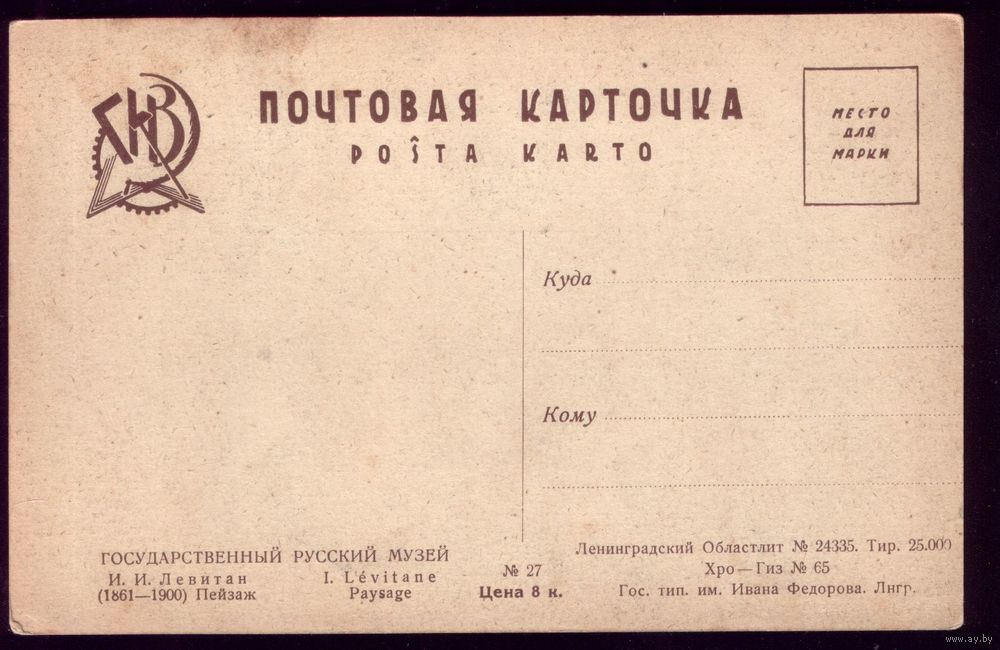 ПОЧТОВАЯ КАРТОЧКА
POŜTA KARTO
МЕСТО
ДЛЯ
МАРКИ
Куда
Кому
ГОСУДАРСТВЕННЫЙ РУССКИЙ МУЗЕЙ
И. И. Левитан
(1861—1900) Пейзаж
I. Lévitane
Paysage
№ 27
Цена 8 к.
Ленинградский Областлит № 24335. Тир. 25.000
Хро—Гиз № 65
Гос. тип. им. Ивана Федорова. Лнгр.
www.ay.by